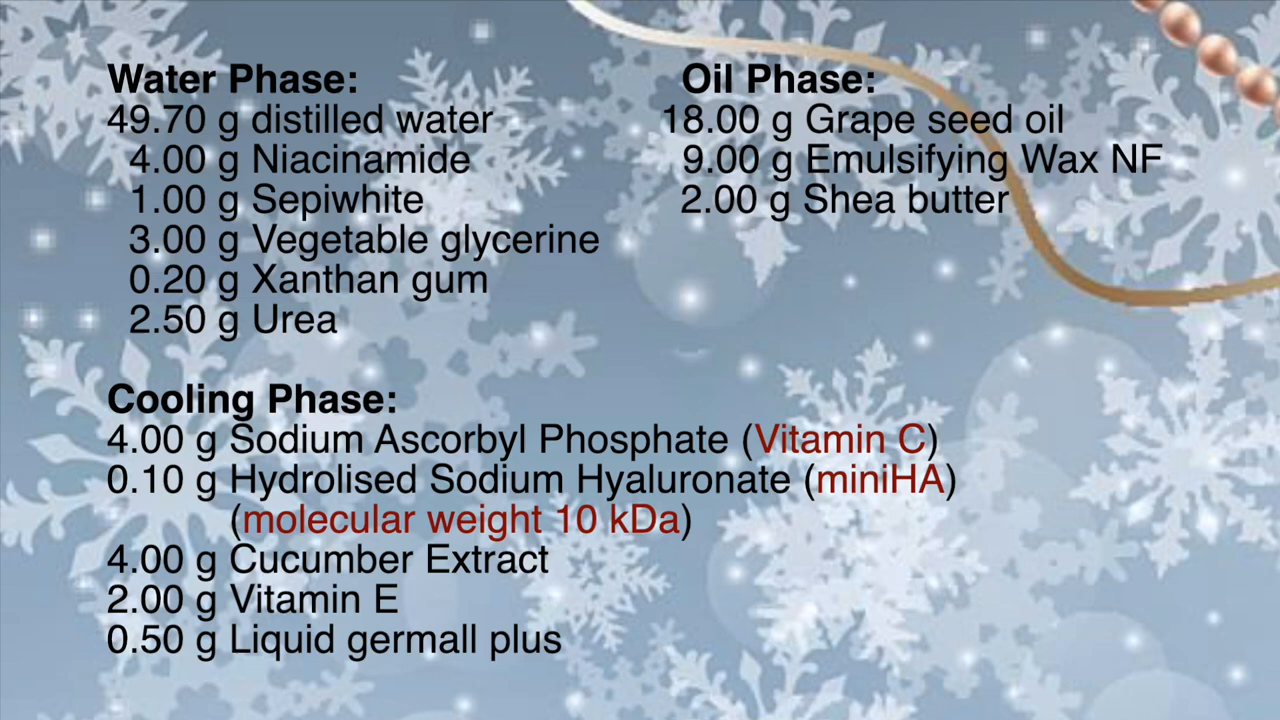 Water Phase:
49.70 g distilled water
4.00 g Niacinamide
1.00 g Sepiwhite
3.00 g Vegetable glycerine
0.20 g Xanthan gum
2.50 g Urea
Oil Phase:
18.00 g Grape seed oil
9.00 g Emulsifying Wax NF
2.00 g Shea butter
Cooling Phase:
4.00 g Sodium Ascorbyl Phosphate (Vitamin C)
0.10 g Hydrolised Sodium Hyaluronate (miniHA)
(molecular weight 10 kDa)
4.00 g Cucumber Extract
2.00 g Vitamin E
0.50 g Liquid germall plus